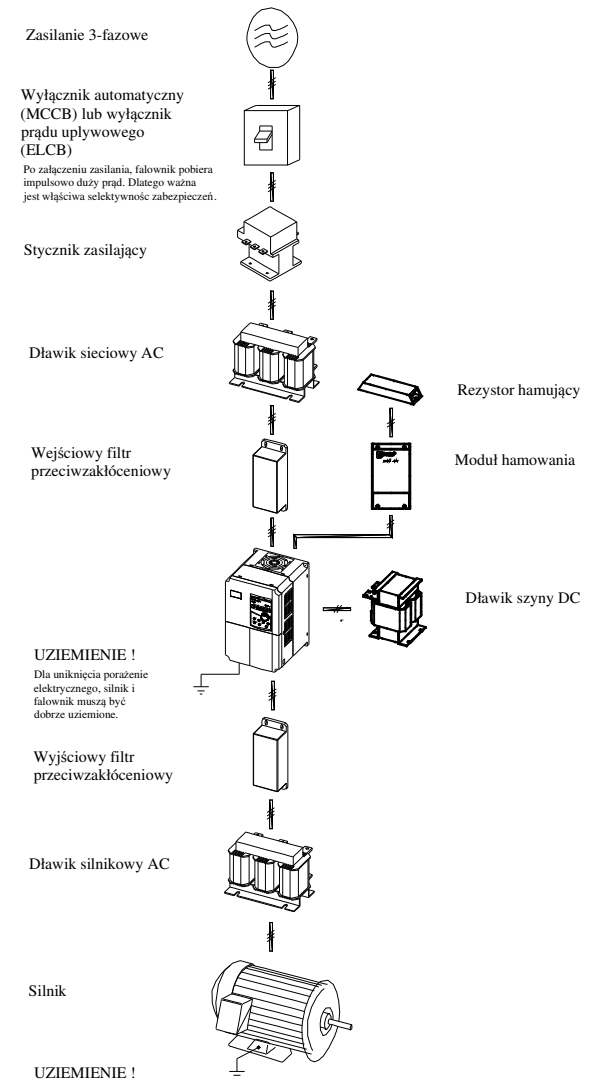 Zasilanie 3-fazowe
Wyłącznik automatyczny
(MCCB) lub wyłącznik
prądu uplywowego
(ELCB)
Po załączeniu zasilania, falownik pobiera
impulsowo duży prąd. Dlatego ważna
jest właściwa selektywnośc zabezpieczeń.
Stycznik zasilający
Dławik sieciowy AC
Rezystor hamujący
Wejściowy filtr
przeciwzakłóceniowy
Moduł hamowania
Dławik szyny DC
UZIEMIENIE !
Dla uniknięcia porażenie
elektrycznego, silnik i
falownik muszą być
dobrze uziemione.
Wyjściowy filtr
przeciwzakłóceniowy
Dławik silnikowy AC
Silnik
UZIEMIENIE !